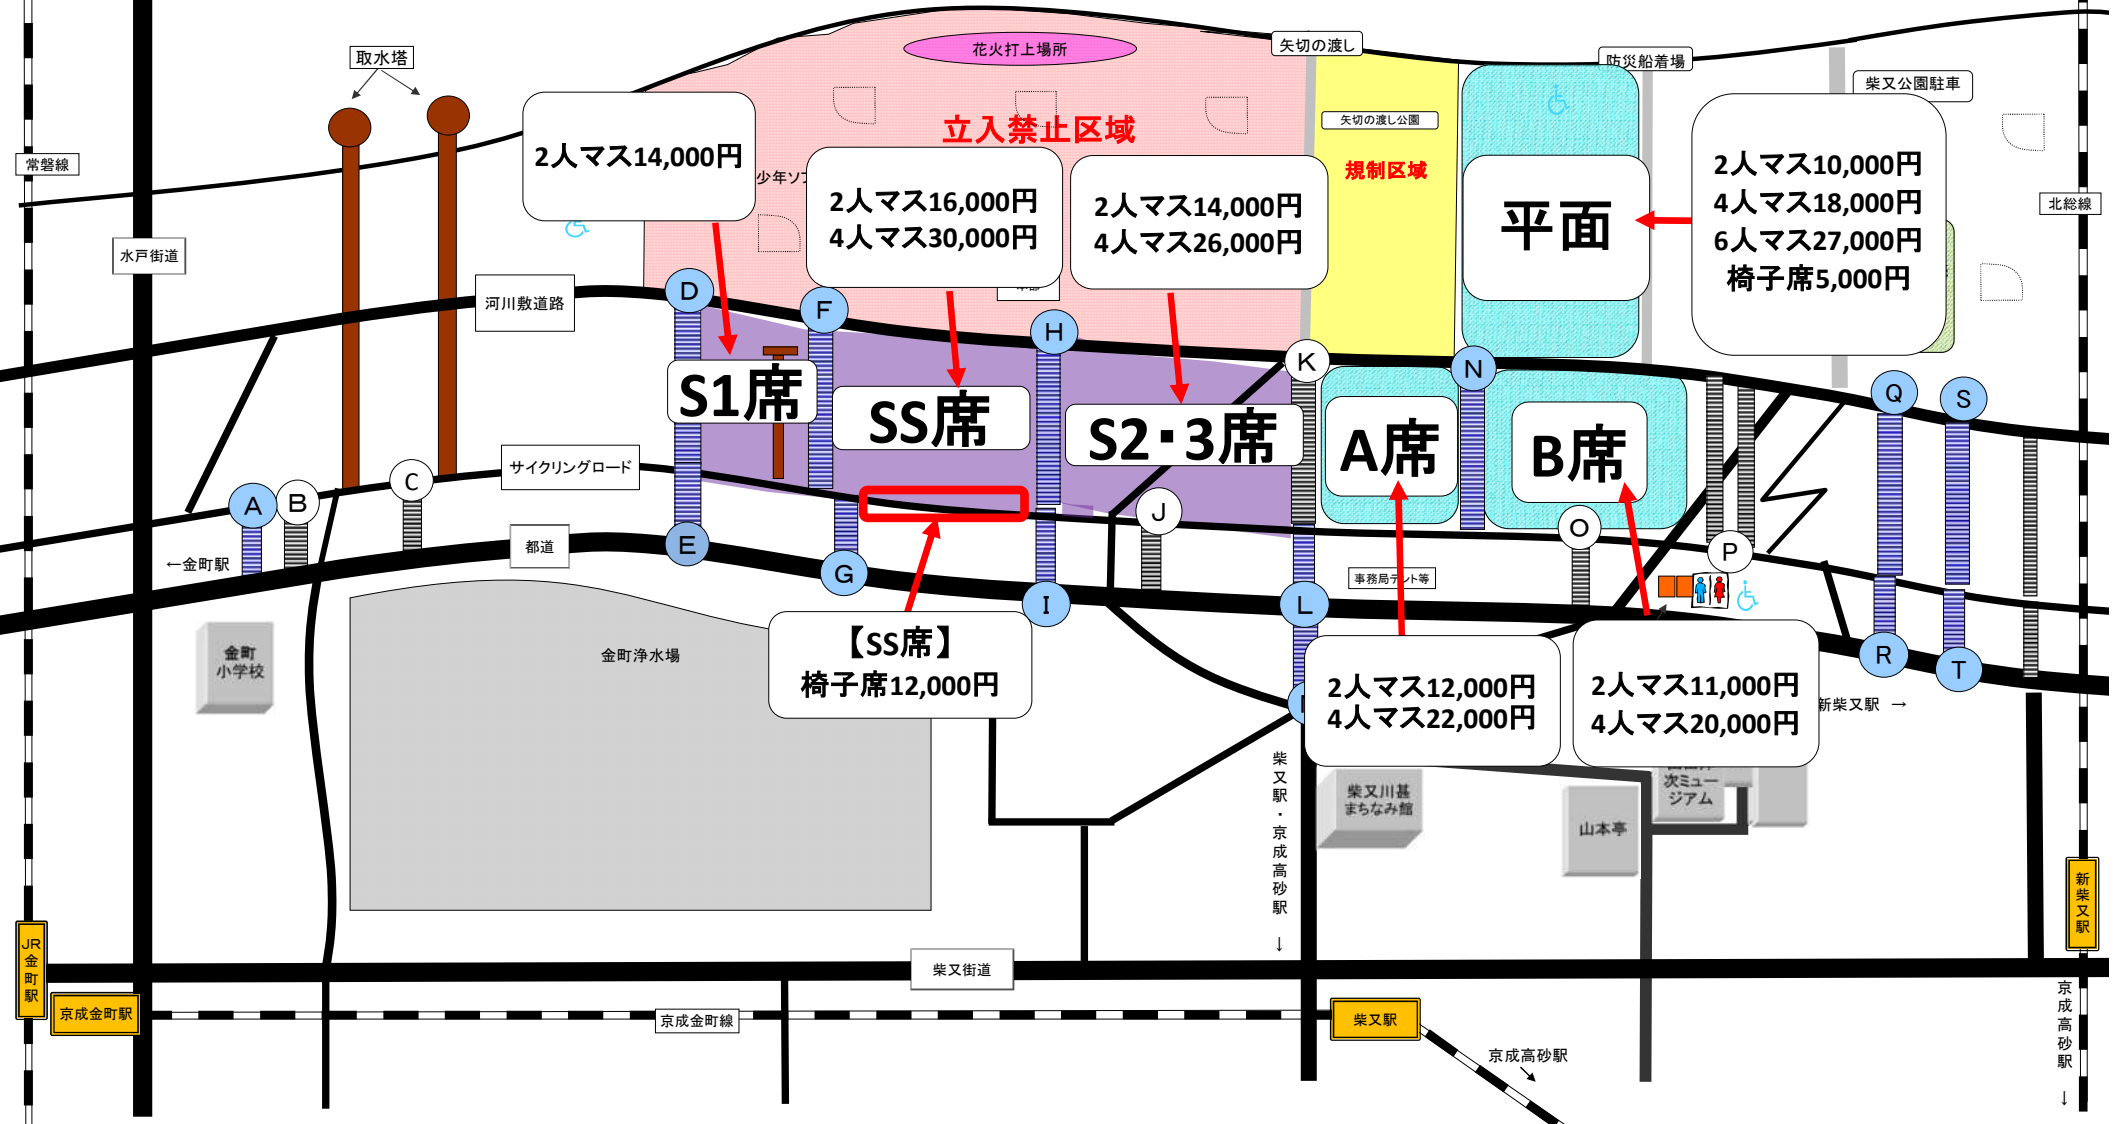 花火打上場所
矢切の渡し
防災船着場
取水塔
柴又公園駐車
2人マス14,000円
立入禁止区域
矢切の渡し公園
規制区域
常磐線
少年ソフ
2人マス16,000円
4人マス30,000円
2人マス14,000円
4人マス26,000円
平面
2人マス10,000円
4人マス18,000円
6人マス27,000円
椅子席5,000円
北総線
水戸街道
河川敷道路
D
F
H
K
N
Q
S
S1席
SS席
S2・3席
A席
B席
サイクリングロード
A
B
C
J
O
P
←金町駅
都道
E
G
I
L
事務局テント等
R
T
金町
小学校
金町浄水場
【SS席】
椅子席12,000円
2人マス12,000円
4人マス22,000円
2人マス11,000円
4人マス20,000円
新柴又駅 →
柴又駅・京成高砂駅 ↓
柴又川甚
まちなみ館
次ミュー
ジアム
山本亭
新柴又駅
JR金町駅
京成金町駅
柴又街道
京成金町線
柴又駅
京成高砂駅
京成高砂駅 ↓